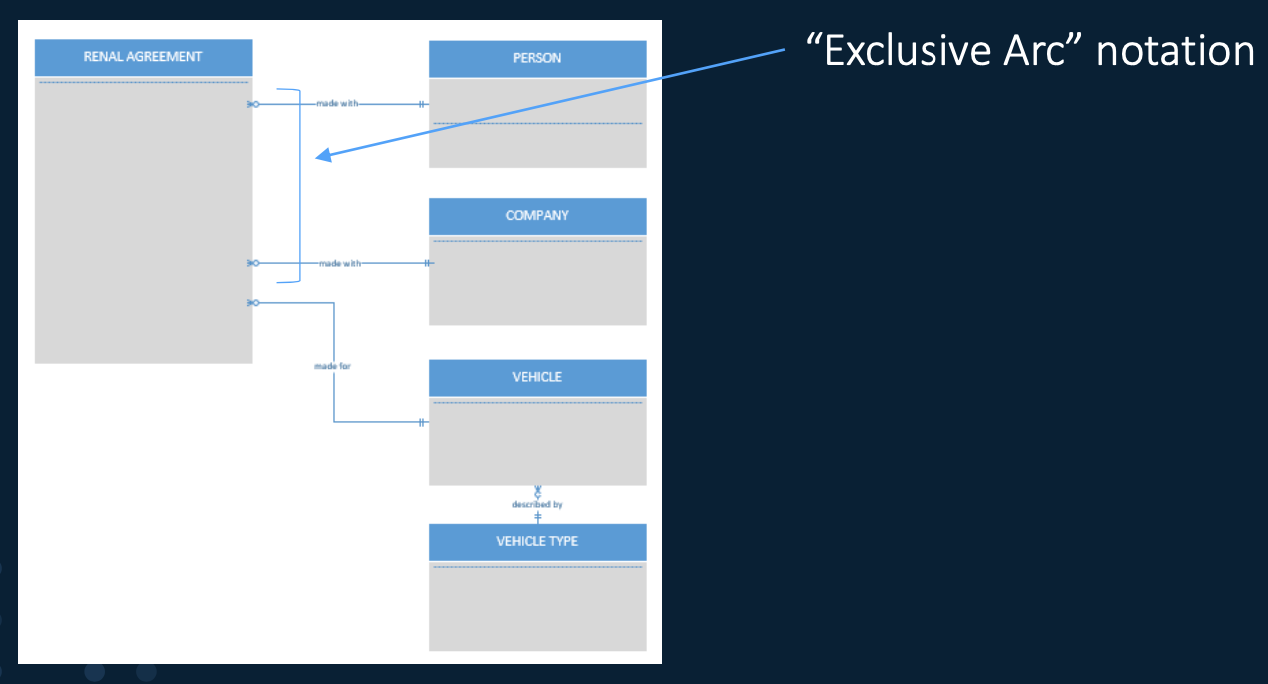 RENAL AGREEMENT
PERSON
“Exclusive Arc” notation
made with
COMPANY
made with
made for
VEHICLE
described by
VEHICLE TYPE